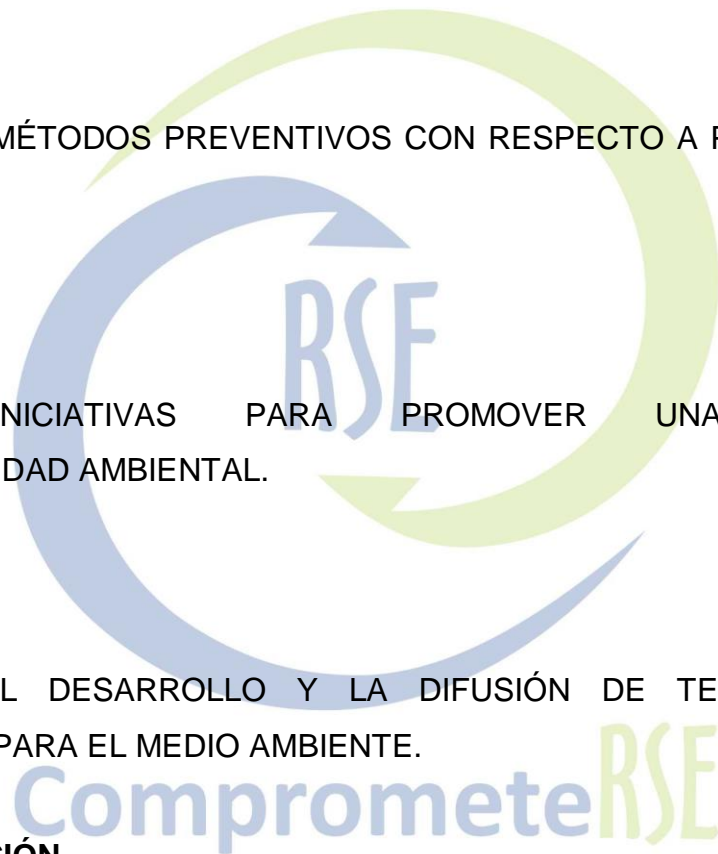 MÉTODOS PREVENTIVOS CON RESPECTO A
RSE
NICIATIVAS PARA PROMOVER UNA
DAD AMBIENTAL.
L DESARROLLO Y LA DIFUSIÓN DE TE
PARA EL MEDIO AMBIENTE.
ComprometeRSE
SIÓN